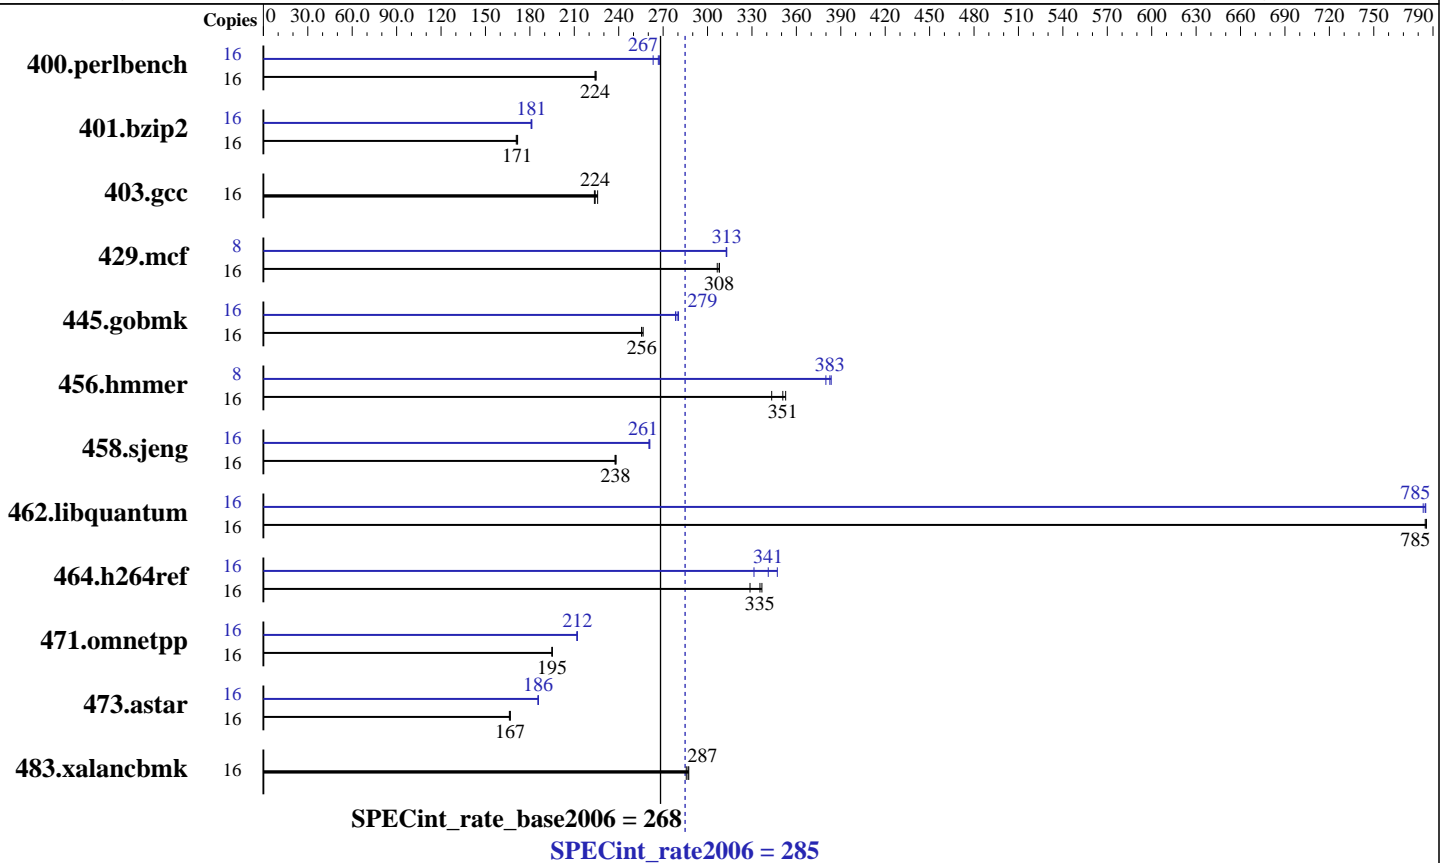 Copies 0 30.0 60.0 90.0 120 150 180 210 240 270 300 330 360 390 420 450 480 510 540 570 600 630 660 690 720 750 790
400.perlbench 16 267
16 224
401.bzip2 16 181
16 171
403.gcc 16 224
429.mcf 8 313
16 308
445.gobmk 16 279
16 256
456.hmmer 8 383
16 351
458.sjeng 16 261
16 238
462.libquantum 16 785
16 785
464.h264ref 16 341
16 335
471.omnetpp 16 212
16 195
473.astar 16 186
16 167
483.xalancbmk 16 287
SPECint_rate_base2006 = 268
SPECint_rate2006 = 285